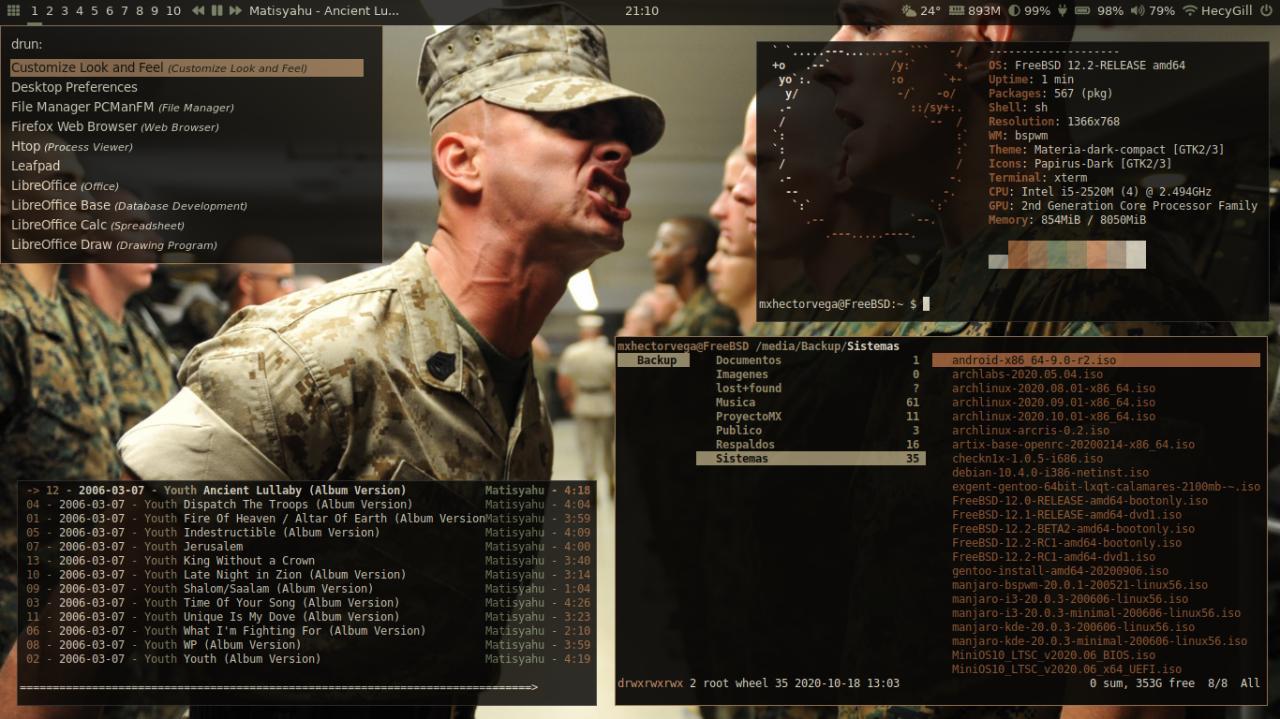 1 2 3 4 5 6 7 8 9 10 Matisyahu - Ancient Lu... 21:10 24° 893M 99% 98% 79% HecyGill
drun:
Customize Look and Feel (Customize Look and Feel)
Desktop Preferences
File Manager PCManFM (File Manager)
Firefox Web Browser (Web Browser)
Htop (Process Viewer)
Leafpad
LibreOffice (Office)
LibreOffice Base (Database Development)
LibreOffice Calc (Spreadsheet)
LibreOffice Draw (Drawing Program)
-------------------
OS: FreeBSD 12.2-RELEASE amd64
Uptime: 1 min
Packages: 567 (pkg)
Shell: sh
Resolution: 1366x768
WM: bspwm
Theme: Materia-dark-compact [GTK2/3]
Icons: Papirus-Dark [GTK2/3]
Terminal: xterm
CPU: Intel i5-2520M (4) @ 2.494GHz
GPU: 2nd Generation Core Processor Family
Memory: 854MiB / 8050MiB
mxhectorvega@FreeBSD:~ $
mxhectorvega@FreeBSD /media/Backup/Sistemas
Backup
Documentos 1
Imagenes 0
lost+found ?
Musica 66
ProyectoMX 11
Publico 3
Respaldos 16
Sistemas 35
android-x86_64-9.0-r2.iso
archlabs-2020.05.04.iso
archlinux-2020.08.01-x86_64.iso
archlinux-2020.09.01-x86_64.iso
archlinux-2020.10.01-x86_64.iso
archlinux-arcris-0.2.iso
artix-base-openrc-20200214-x86_64.iso
checkn1x-1.0.5-i686.iso
debian-10.4.0-i386-netinst.iso
exgent-gentoo-64bit-lxqt-calamares-2100mb-~.iso
FreeBSD-12.0-RELEASE-amd64-bootonly.iso
FreeBSD-12.1-RELEASE-amd64-dvd1.iso
FreeBSD-12.2-BETA2-amd64-bootonly.iso
FreeBSD-12.2-RC1-amd64-bootonly.iso
FreeBSD-12.2-RC1-amd64-dvd1.iso
gentoo-install-amd64-20200906.iso
manjaro-bspwm-20.0.1-200521-linux56.iso
manjaro-i3-20.0.3-200606-linux56.iso
manjaro-i3-20.0.3-minimal-200606-linux56.iso
manjaro-kde-20.0.3-200606-linux56.iso
manjaro-kde-20.0.3-minimal-200606-linux56.iso
MiniOS10_LTSC_v2020.06_BIOS.iso
MiniOS10_LTSC_v2020.06_x64_UEFI.iso
drwxrwxrwx 2 root wheel 35 2020-10-18 13:03 0 sum, 353G free 8/8 All
-> 12 - 2006-03-07 - Youth Ancient Lullaby (Album Version) Matisyahu - 4:18
04 - 2006-03-07 - Youth Dispatch The Troops (Album Version) Matisyahu - 4:04
01 - 2006-03-07 - Youth Fire Of Heaven / Altar Of Earth (Album Version Matisyahu - 3:59
05 - 2006-03-07 - Youth Indestructible (Album Version) Matisyahu - 4:09
07 - 2006-03-07 - Youth Jerusalem Matisyahu - 4:00
13 - 2006-03-07 - Youth King Without a Crown Matisyahu - 3:40
10 - 2006-03-07 - Youth Late Night in Zion (Album Version) Matisyahu - 3:14
09 - 2006-03-07 - Youth Shalom/Saalam (Album Version) Matisyahu - 1:04
03 - 2006-03-07 - Youth Time Of Your Song (Album Version) Matisyahu - 4:26
11 - 2006-03-07 - Youth Unique Is My Dove (Album Version) Matisyahu - 3:23
06 - 2006-03-07 - Youth What I'm Fighting For (Album Version) Matisyahu - 2:10
08 - 2006-03-07 - Youth WP (Album Version) Matisyahu - 3:59
02 - 2006-03-07 - Youth Youth (Album Version) Matisyahu - 4:19